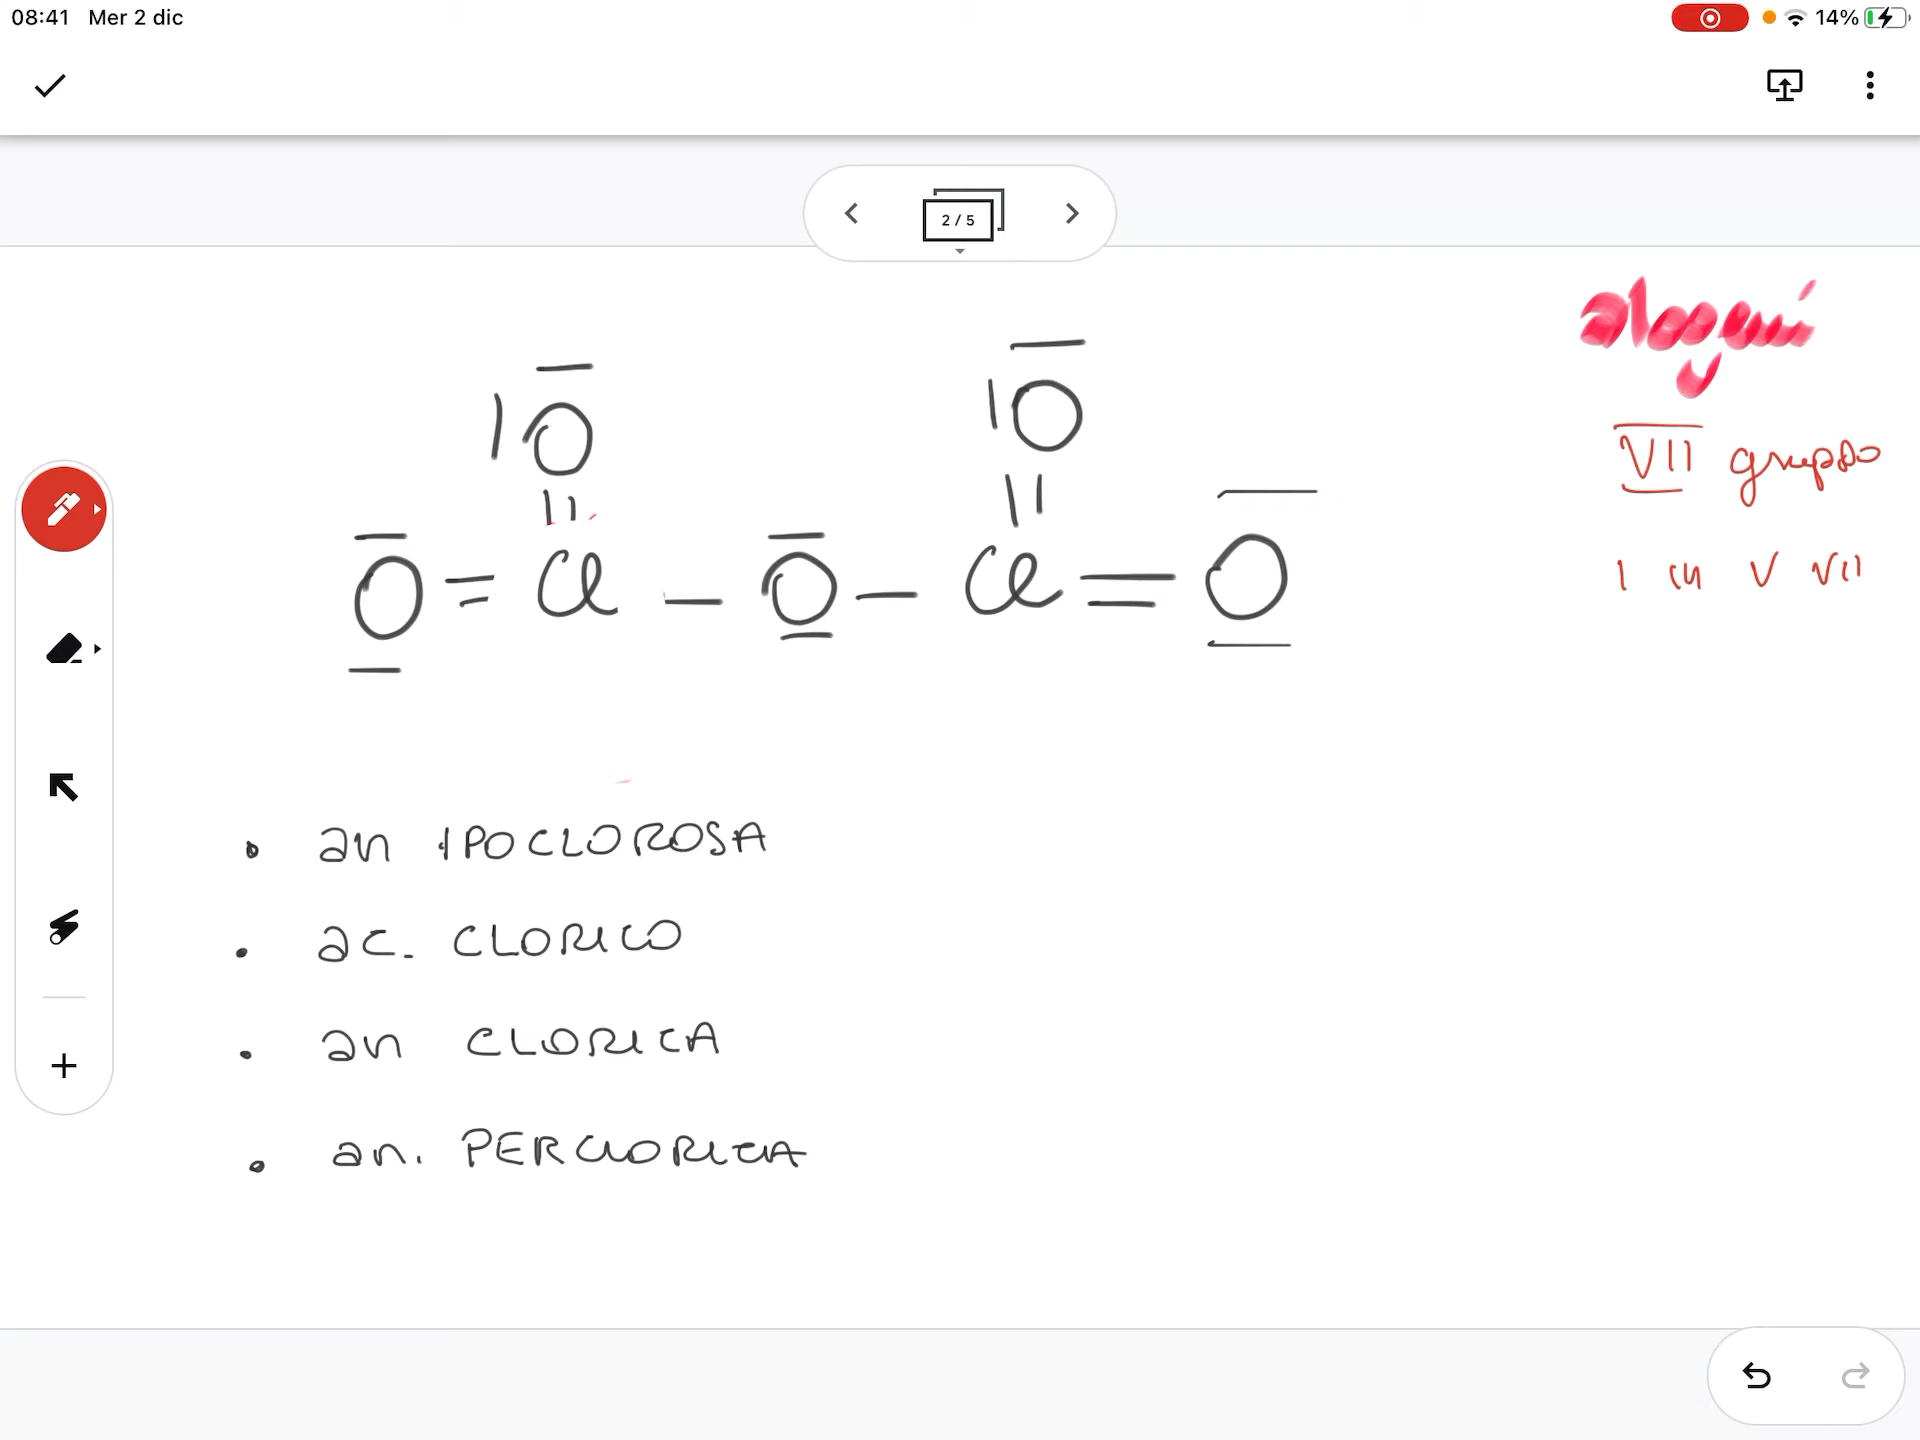 08:41 Mer 2 dic
14%
2 / 5
alogeni
VII gruppo
I III V VII
|O |O
O = Cl - O - Cl = O
• an IPOCLOROSA
• ac. CLORICO
• an CLORICA
• an. PERCLORICA